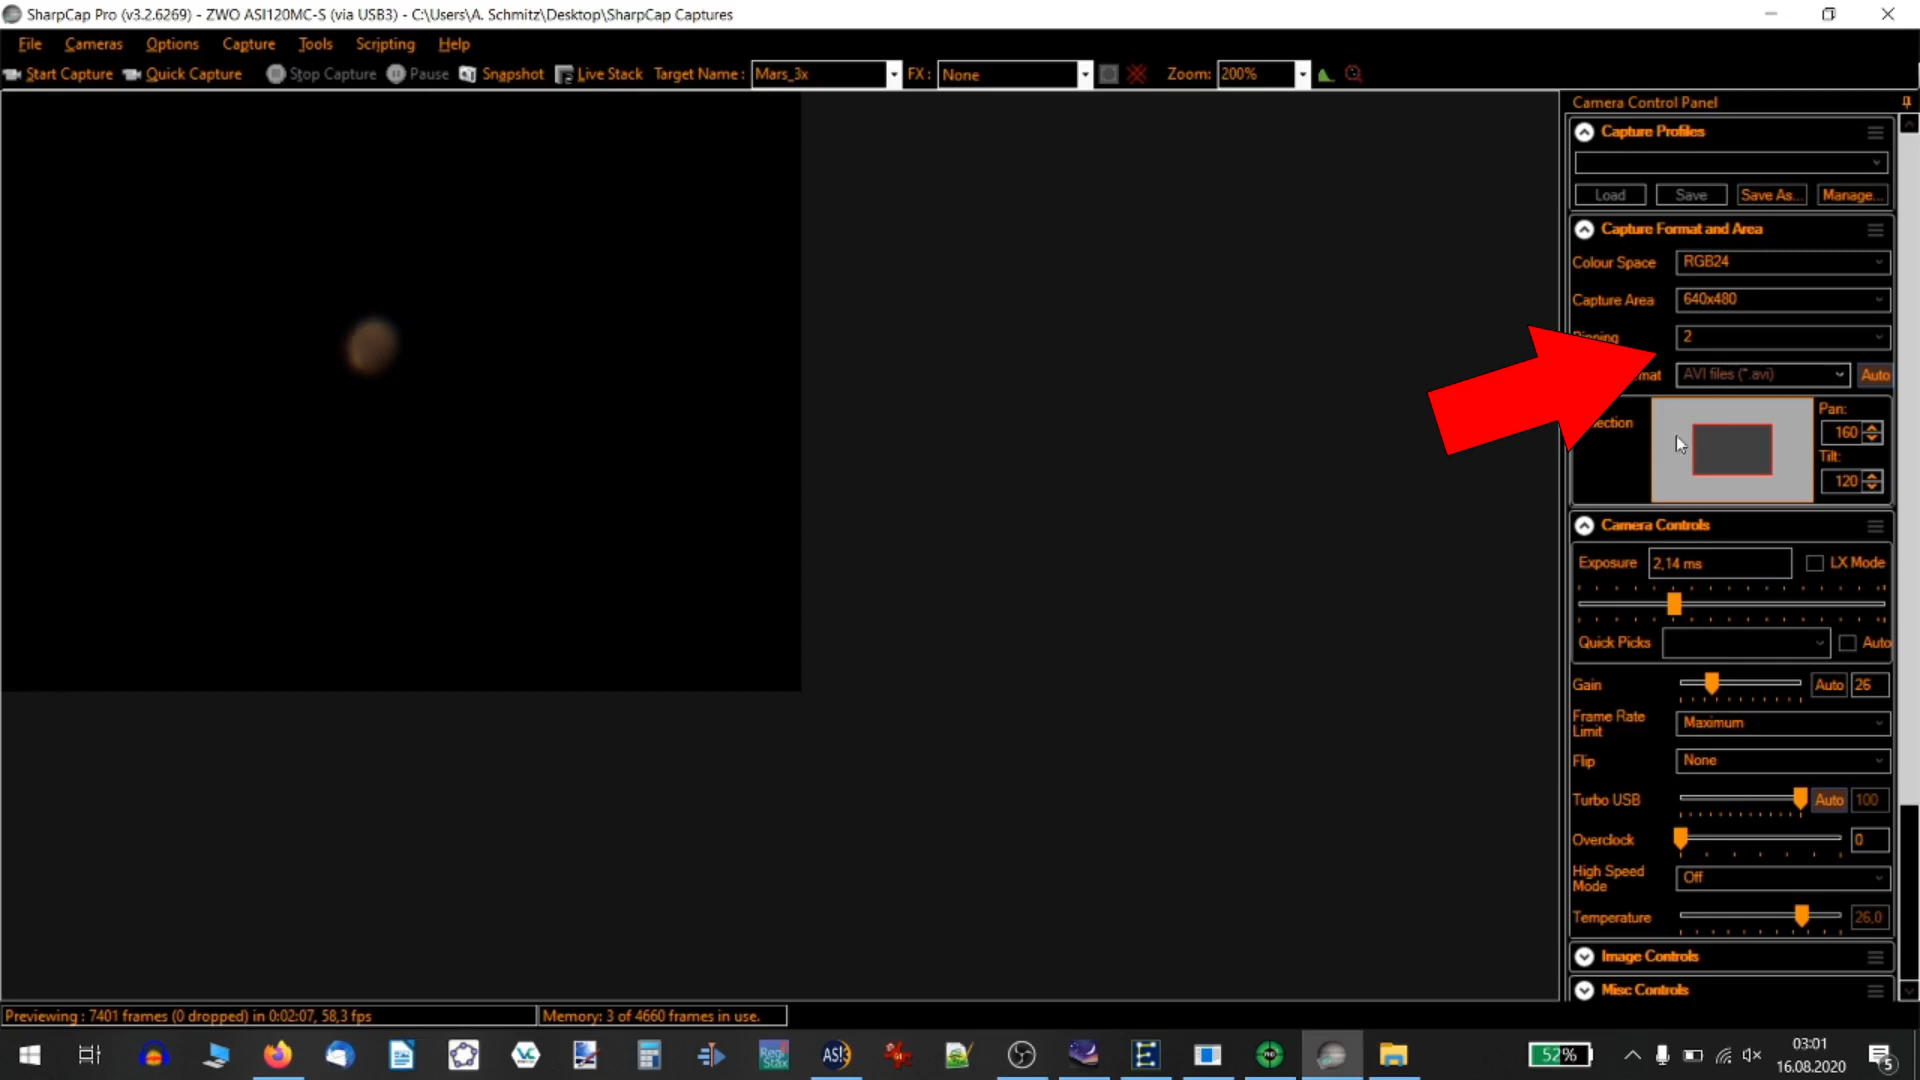 SharpCap Pro (v3.2.6269) - ZWO ASI120MC-S (via USB3) - C:\Users\A. Schmitz\Desktop\SharpCap Captures
File Cameras Options Capture Tools Scripting Help
Start Capture Quick Capture Stop Capture Pause Snapshot Live Stack Target Name : Mars_3x FX : None Zoom: 200%
Camera Control Panel
Capture Profiles
Load Save Save As... Manage...
Capture Format and Area
Colour Space RGB24
Capture Area 640x480
2
AVI files (*.avi) Auto
Pan:
160
Tilt:
120
Camera Controls
Exposure 2,14 ms LX Mode
Quick Picks Auto
Gain Auto 26
Frame Rate Limit Maximum
Flip None
Turbo USB Auto 100
Overclock 0
High Speed Mode Off
Temperature 26,0
Image Controls
Misc Controls
Previewing : 7401 frames (0 dropped) in 0:02:07, 58,3 fps
Memory: 3 of 4660 frames in use.
Regi Stax
ASI
52%
03:01
16.08.2020
5